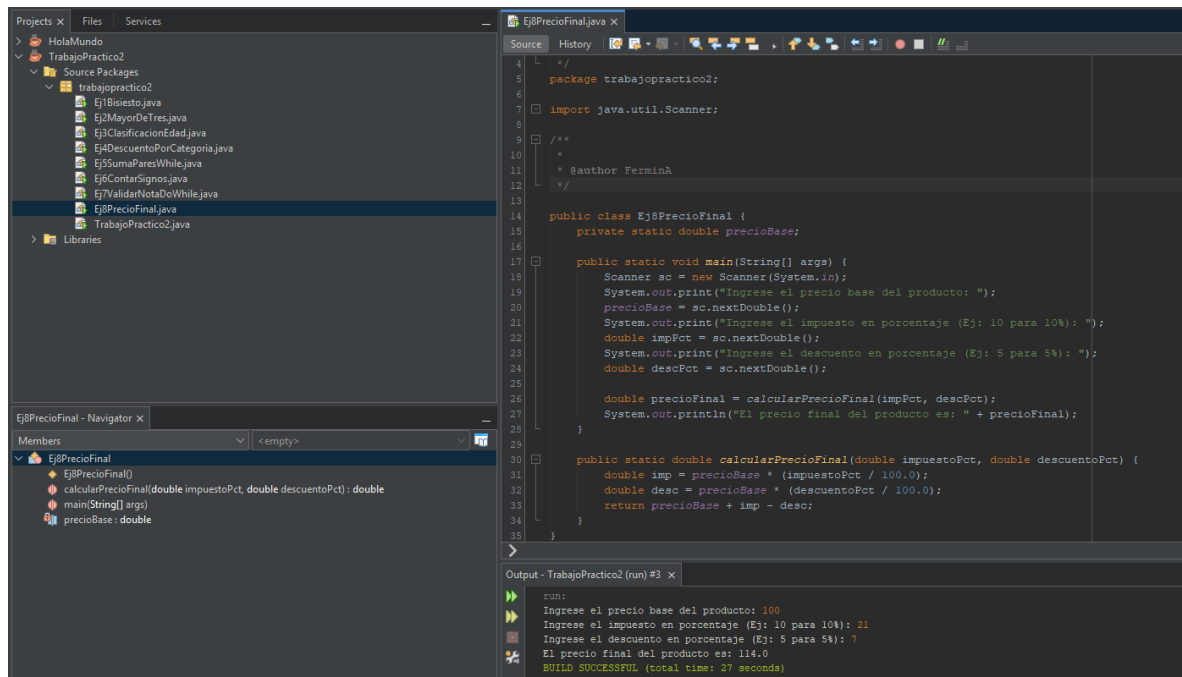 Projects × Files Services
HolaMundo
TrabajoPractico2
Source Packages
trabajopractico2
Ej1Bisiesto.java
Ej2MayorDeTres.java
Ej3ClasificacionEdad.java
Ej4DescuentoPorCategoria.java
Ej5SumaParesWhile.java
Ej6ContarSignos.java
Ej7ValidarNotaDoWhile.java
Ej8PrecioFinal.java
TrabajoPractico2.java
Libraries
Ej8PrecioFinal - Navigator ×
Members <empty>
Ej8PrecioFinal
Ej8PrecioFinal()
calcularPrecioFinal(double impuestoPct, double descuentoPct) : double
main(String[] args)
precioBase : double
Ej8PrecioFinal.java ×
Source History
4 */
5 package trabajopractico2;
6
7 import java.util.Scanner;
8
9 /**
10 *
11 * @author FerminA
12 */
13
14 public class Ej8PrecioFinal {
15 private static double precioBase;
16
17 public static void main(String[] args) {
18 Scanner sc = new Scanner(System.in);
19 System.out.print("Ingrese el precio base del producto: ");
20 precioBase = sc.nextDouble();
21 System.out.print("Ingrese el impuesto en porcentaje (Ej: 10 para 10%): ");
22 double impPct = sc.nextDouble();
23 System.out.print("Ingrese el descuento en porcentaje (Ej: 5 para 5%): ");
24 double descPct = sc.nextDouble();
25
26 double precioFinal = calcularPrecioFinal(impPct, descPct);
27 System.out.println("El precio final del producto es: " + precioFinal);
28 }
29
30 public static double calcularPrecioFinal(double impuestoPct, double descuentoPct) {
31 double imp = precioBase * (impuestoPct / 100.0);
32 double desc = precioBase * (descuentoPct / 100.0);
33 return precioBase + imp - desc;
34 }
35 }
Output - TrabajoPractico2 (run) #3 ×
run:
Ingrese el precio base del producto: 100
Ingrese el impuesto en porcentaje (Ej: 10 para 10%): 21
Ingrese el descuento en porcentaje (Ej: 5 para 5%): 7
El precio final del producto es: 114.0
BUILD SUCCESSFUL (total time: 27 seconds)